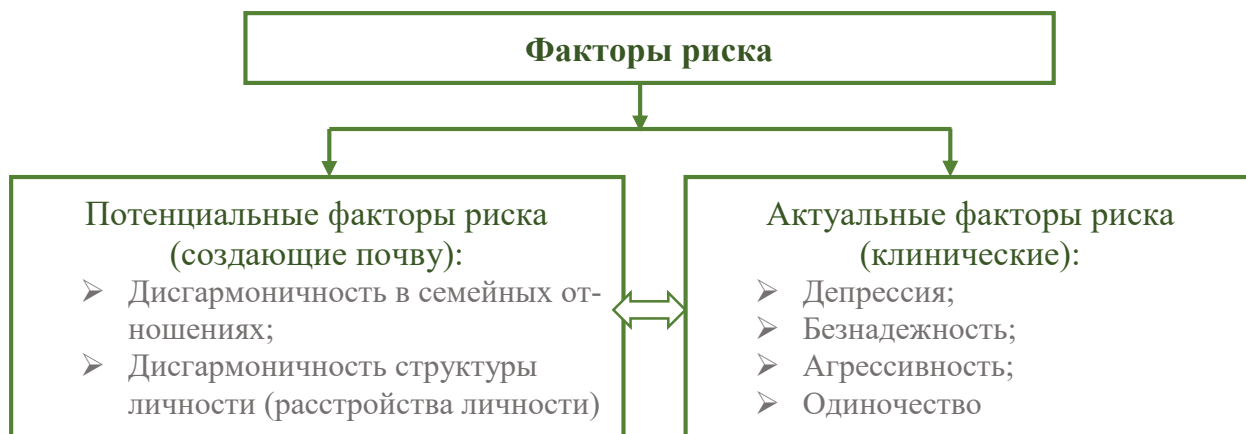 Факторы риска
Потенциальные факторы риска
(создающие почву):
➢ Дисгармоничность в семейных от-
ношениях;
➢ Дисгармоничность структуры
личности (расстройства личности)
Актуальные факторы риска
(клинические):
➢ Депрессия;
➢ Безнадежность;
➢ Агрессивность;
➢ Одиночество